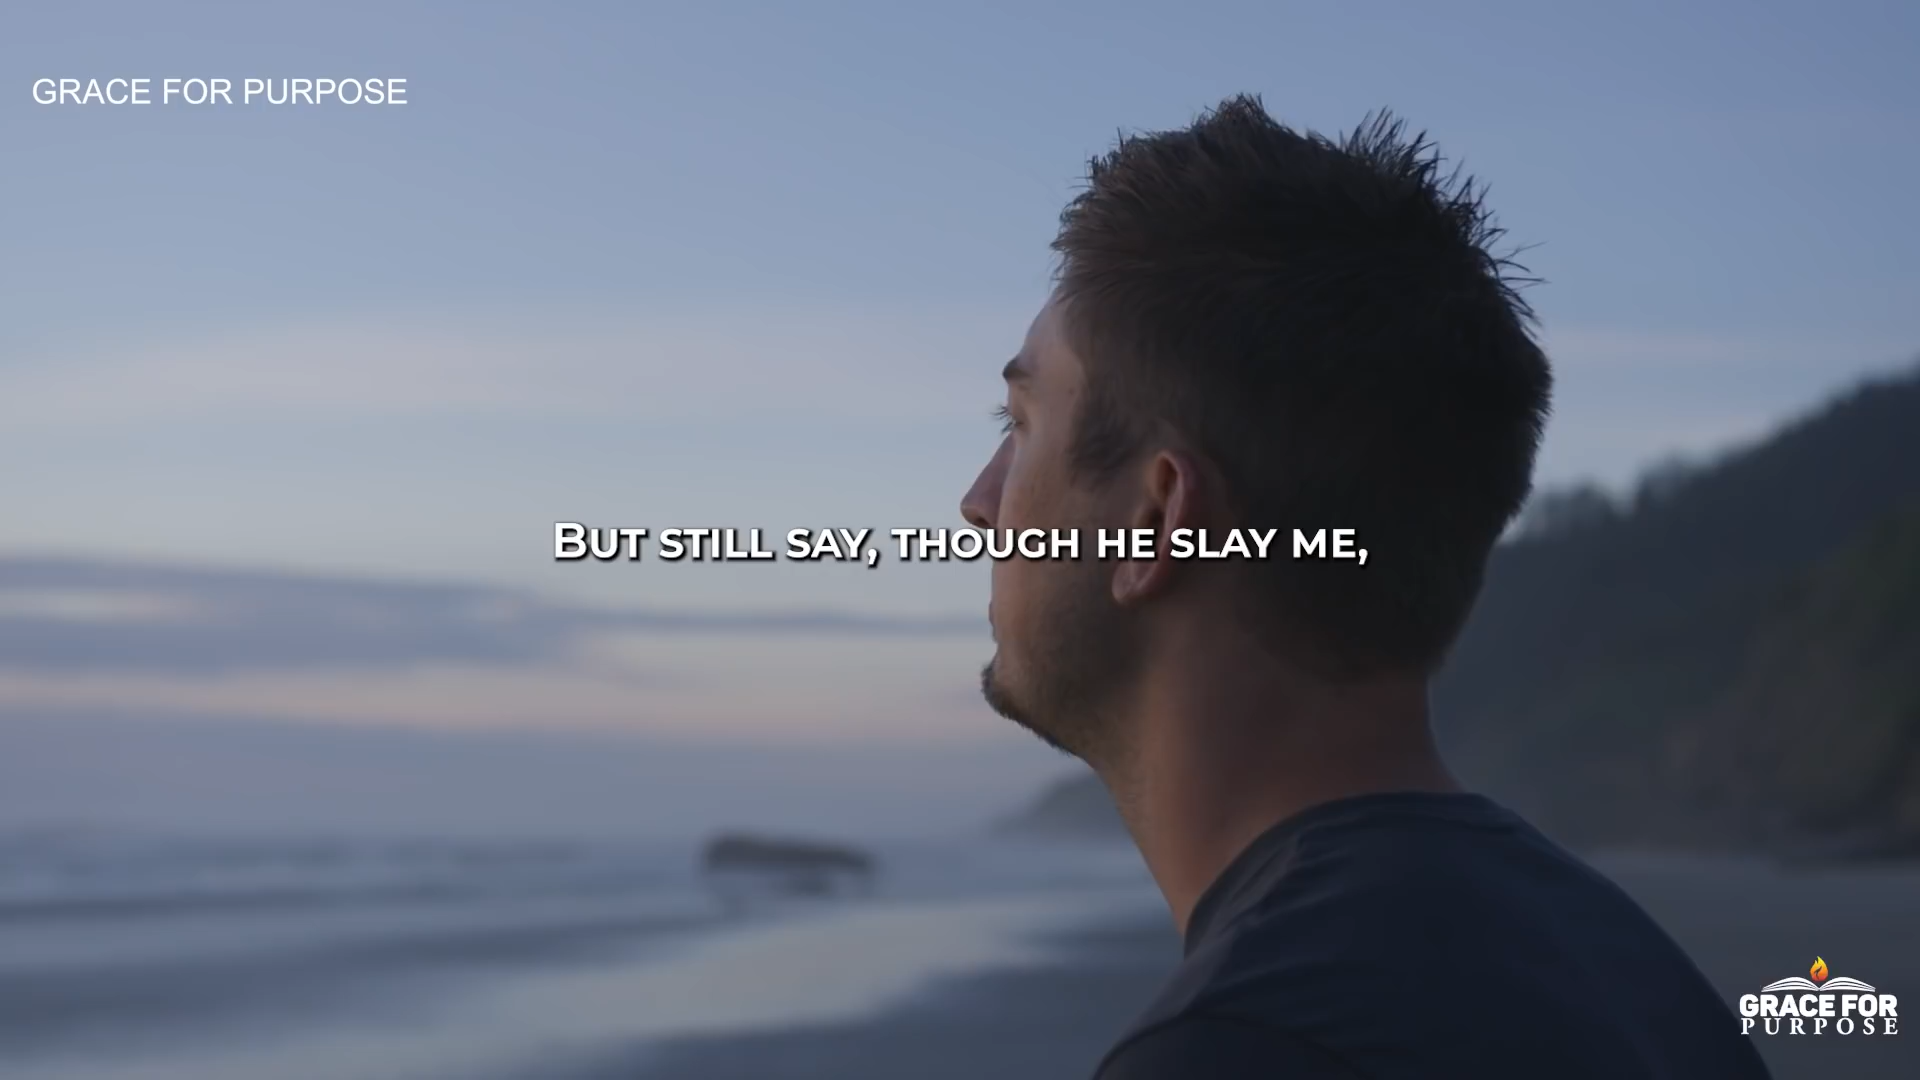 GRACE FOR PURPOSE
But still say, though he slay me,
GRACE FOR
PURPOSE